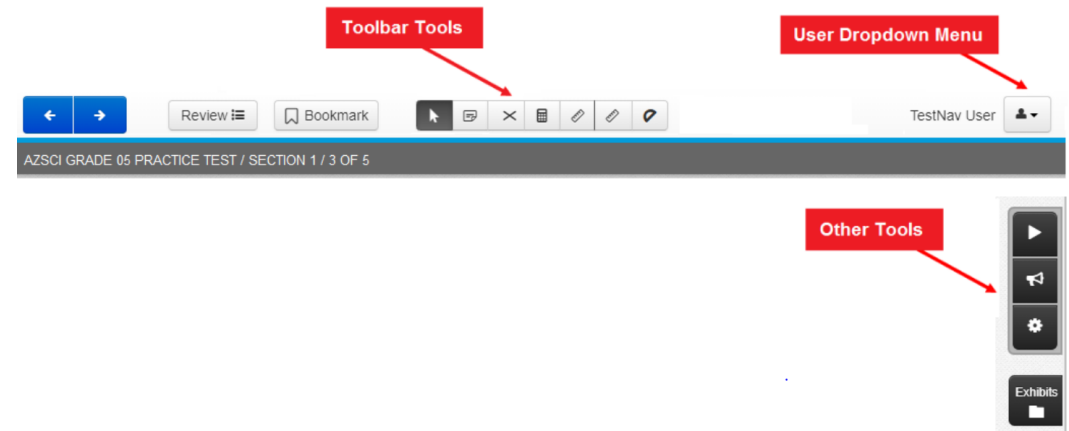 Toolbar Tools
User Dropdown Menu
Review
Bookmark
TestNav User
AZSCI GRADE 05 PRACTICE TEST / SECTION 1 / 3 OF 5
Other Tools
Exhibits